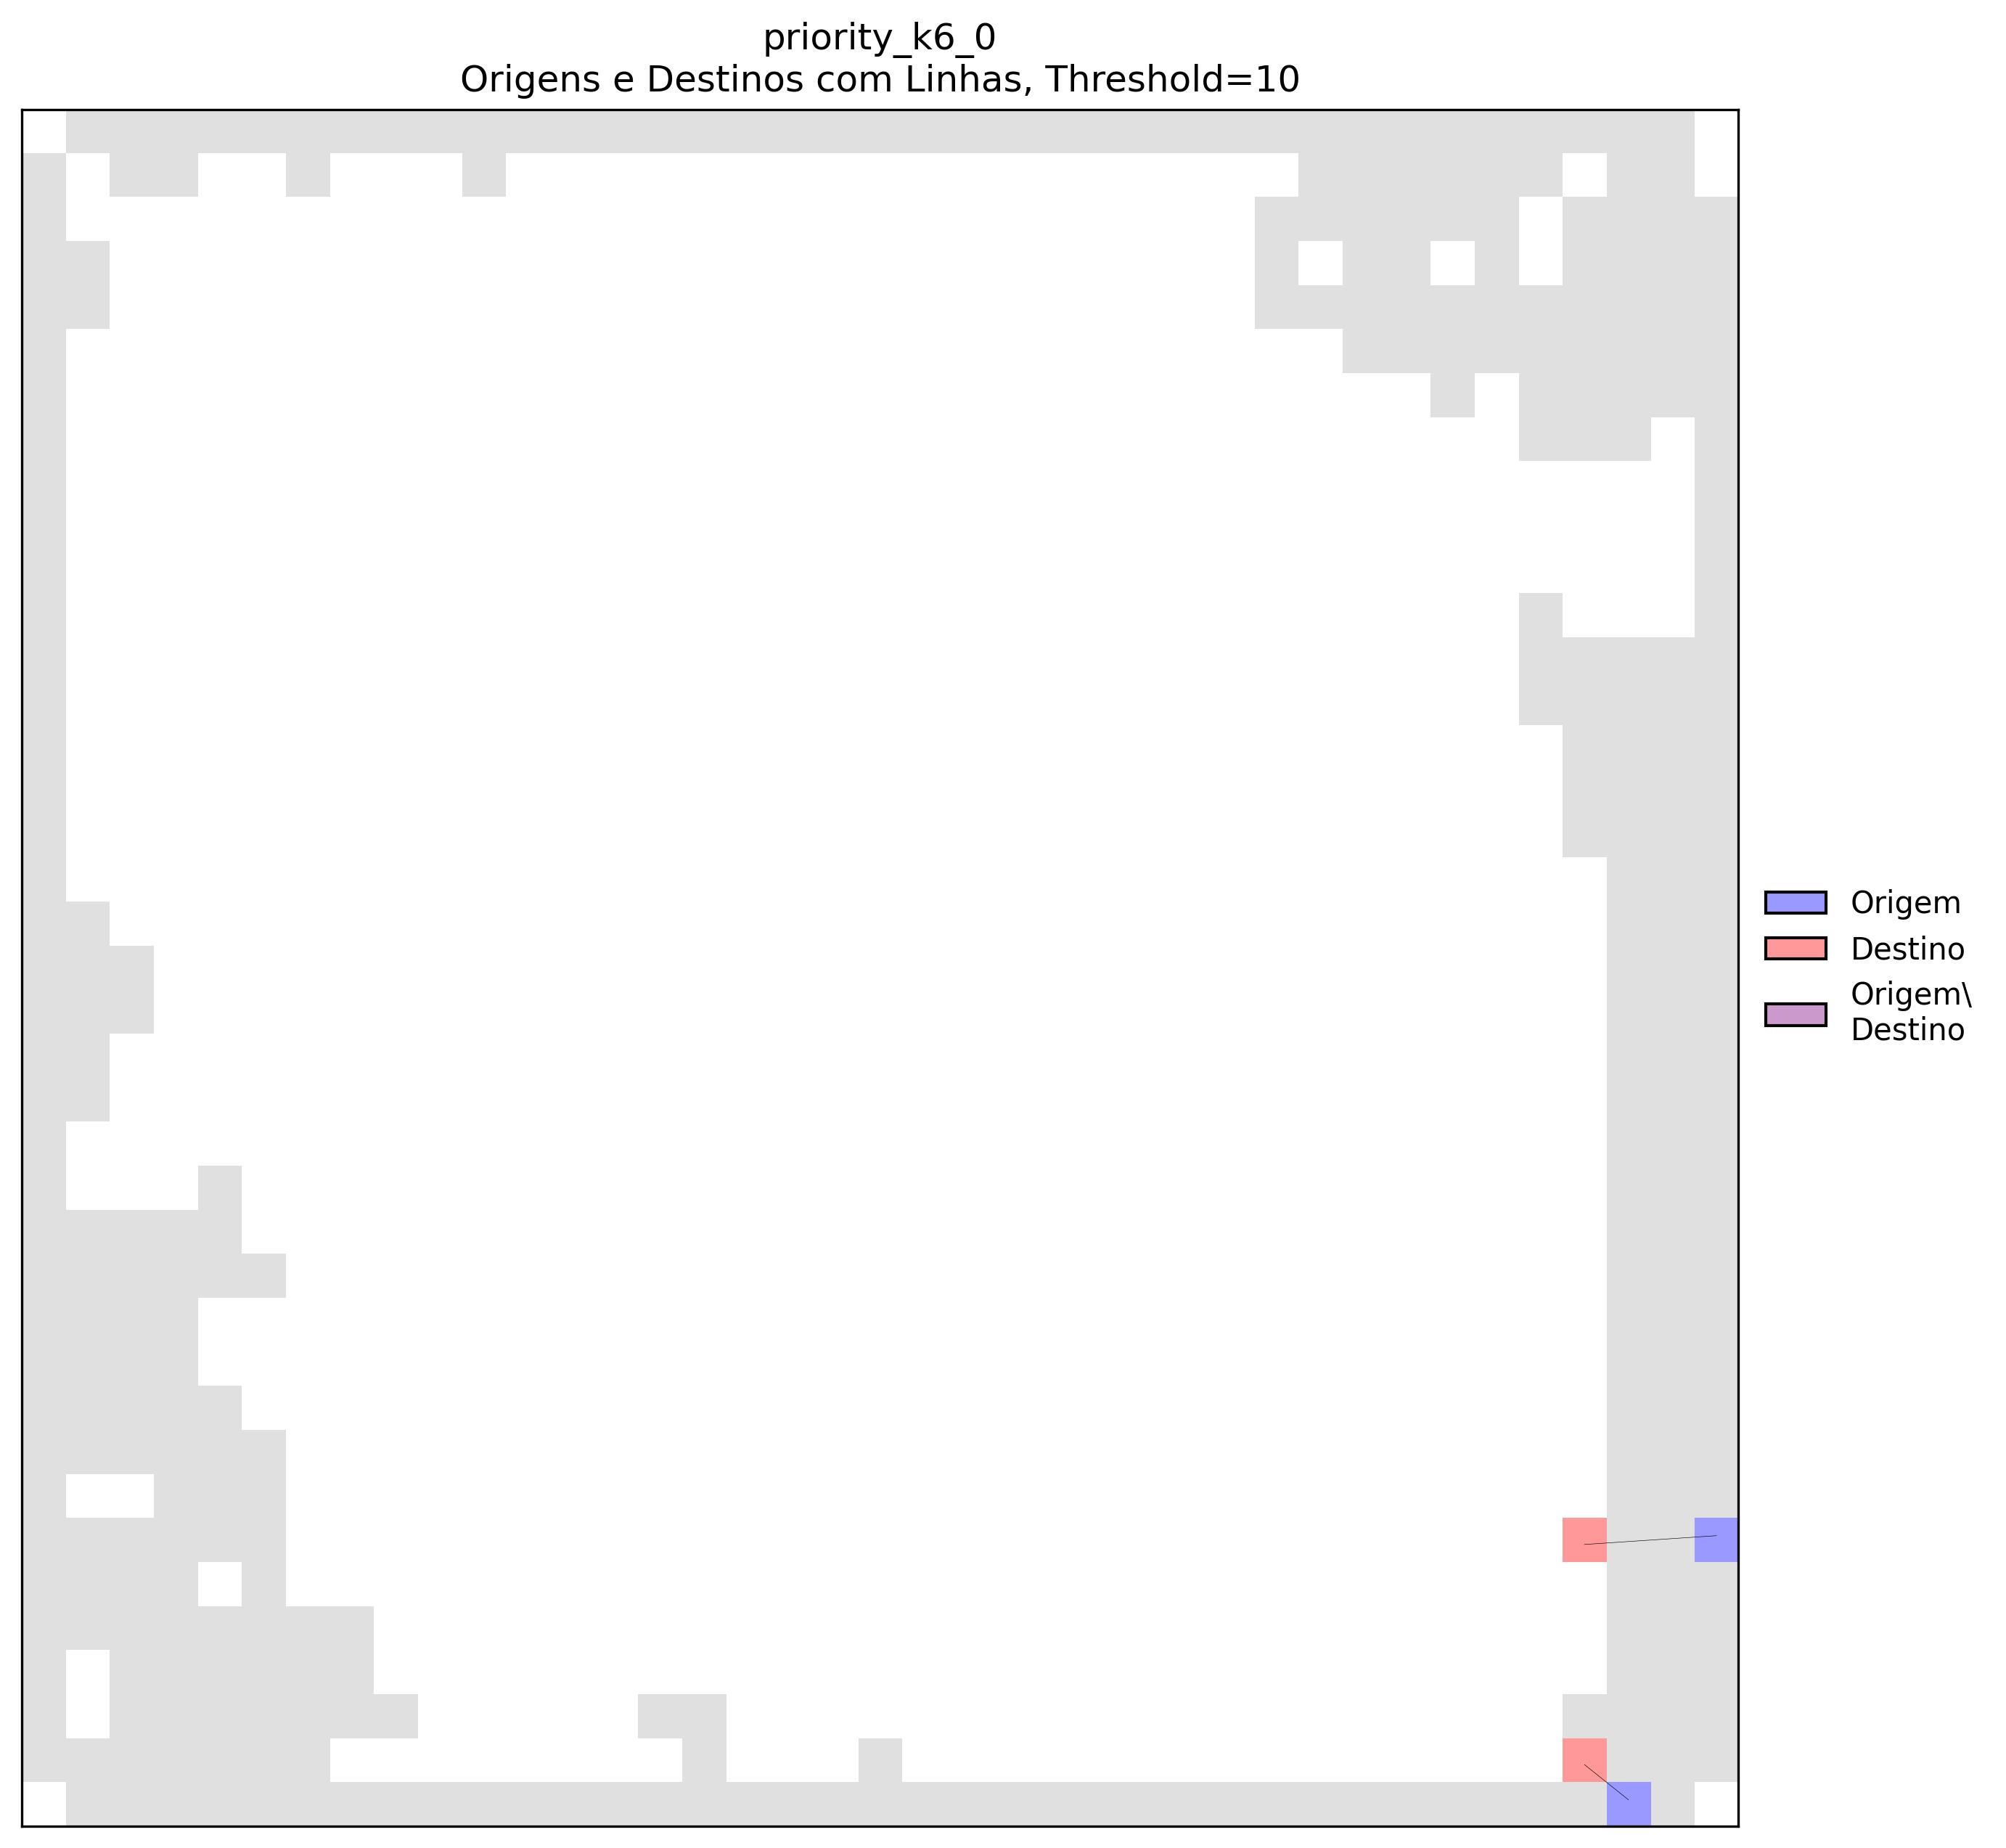 priority_k6_0
Origens e Destinos com Linhas, Threshold=10
Origem
Destino
Origem\
Destino